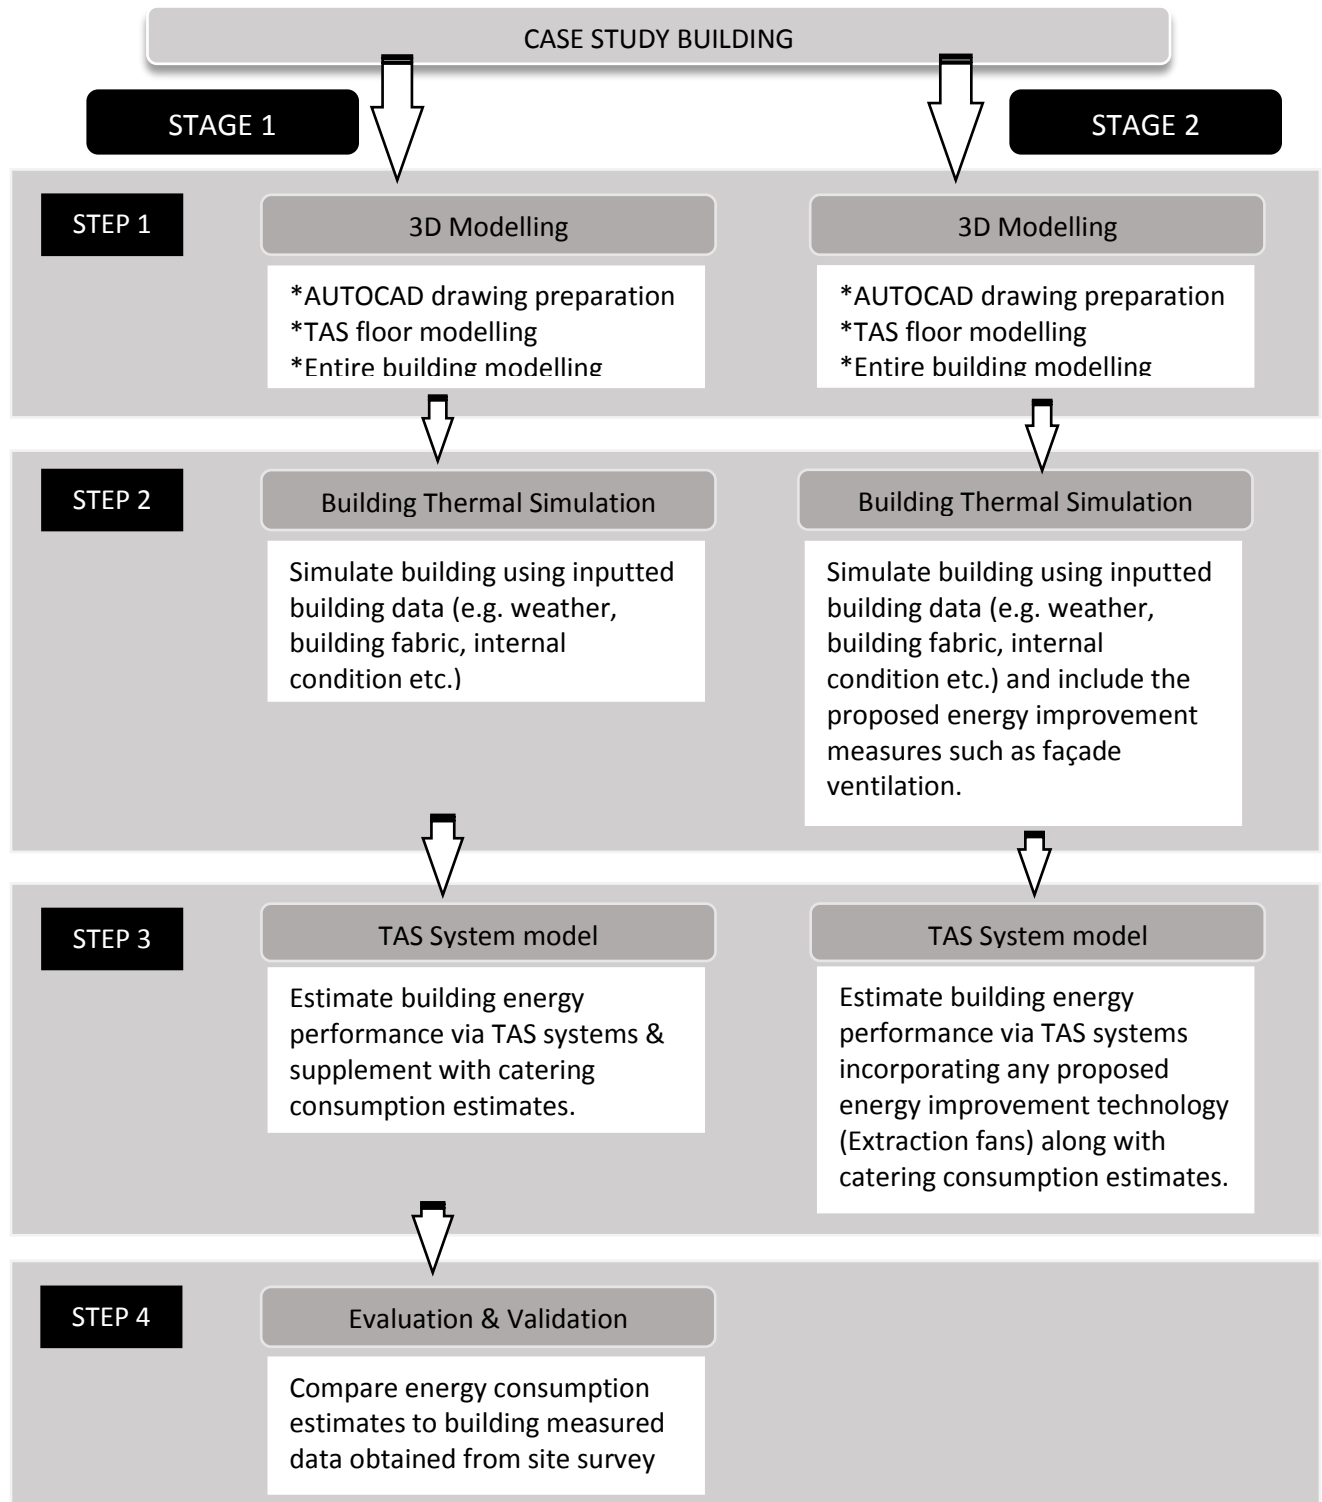 CASE STUDY BUILDING
STAGE 1
STAGE 2
STEP 1
3D Modelling
*AUTOCAD drawing preparation
*TAS floor modelling
*Entire building modelling
3D Modelling
*AUTOCAD drawing preparation
*TAS floor modelling
*Entire building modelling
STEP 2
Building Thermal Simulation
Simulate building using inputted
building data (e.g. weather,
building fabric, internal
condition etc.)
Building Thermal Simulation
Simulate building using inputted
building data (e.g. weather,
building fabric, internal
condition etc.) and include the
proposed energy improvement
measures such as façade
ventilation.
STEP 3
TAS System model
Estimate building energy
performance via TAS systems &
supplement with catering
consumption estimates.
TAS System model
Estimate building energy
performance via TAS systems
incorporating any proposed
energy improvement technology
(Extraction fans) along with
catering consumption estimates.
STEP 4
Evaluation & Validation
Compare energy consumption
estimates to building measured
data obtained from site survey